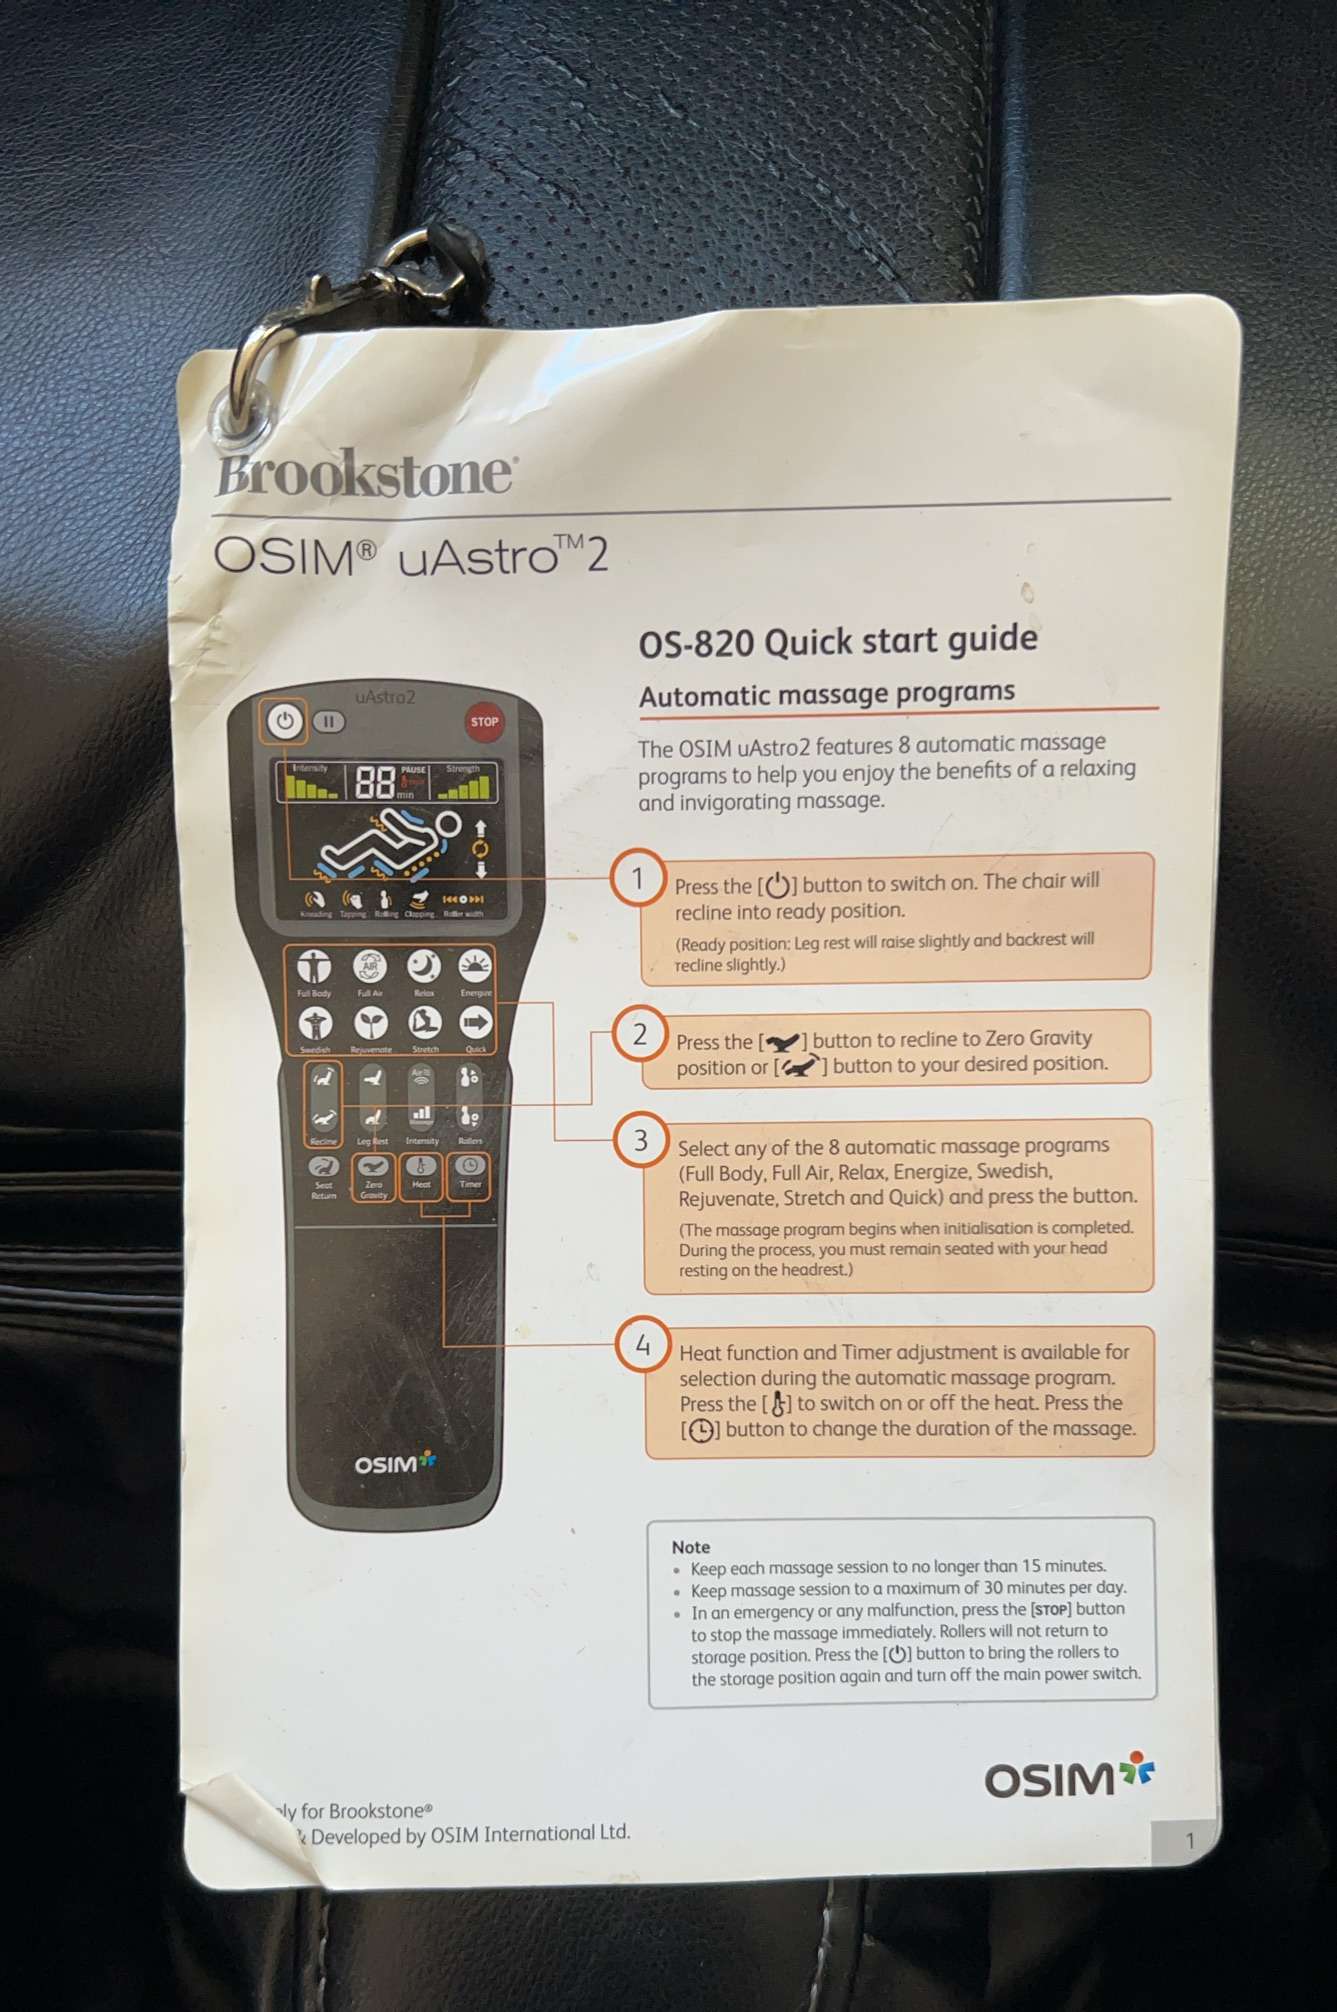 Brookstone®
OSIM® uAstro™2
OS-820 Quick start guide
Automatic massage programs
The OSIM uAstro2 features 8 automatic massage
programs to help you enjoy the benefits of a relaxing
and invigorating massage.
uAstro2
STOP
Intensity
88
PAUSE
min
Strength
Kneading Tapping Rolling Clapping Roller width
AIR
Full Body Full Air Relax Energize
Swedish Rejuvenate Stretch Quick
Air
Massage
Recline Leg Rest Intensity Rollers
Seat
Return
Zero
Gravity
Heat
Timer
OSIM
1
Press the [ ] button to switch on. The chair will
recline into ready position.
(Ready position: Leg rest will raise slightly and backrest will
recline slightly.)
2
Press the [ ] button to recline to Zero Gravity
position or [ ] button to your desired position.
3
Select any of the 8 automatic massage programs
(Full Body, Full Air, Relax, Energize, Swedish,
Rejuvenate, Stretch and Quick) and press the button.
(The massage program begins when initialisation is completed.
During the process, you must remain seated with your head
resting on the headrest.)
4
Heat function and Timer adjustment is available for
selection during the automatic massage program.
Press the [ ] to switch on or off the heat. Press the
[ ] button to change the duration of the massage.
Note
• Keep each massage session to no longer than 15 minutes.
• Keep massage session to a maximum of 30 minutes per day.
• In an emergency or any malfunction, press the [STOP] button
to stop the massage immediately. Rollers will not return to
storage position. Press the [ ] button to bring the rollers to
the storage position again and turn off the main power switch.
OSIM
for Brookstone®
& Developed by OSIM International Ltd.
1